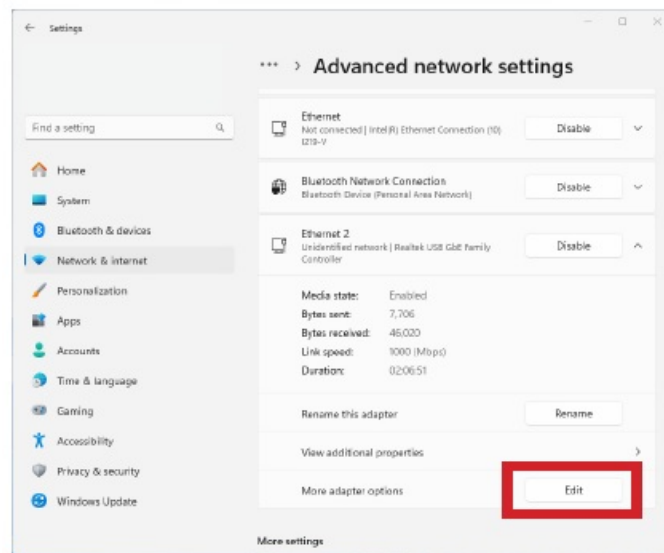 ← Settings
··· > Advanced network settings
Find a setting
Home
System
Bluetooth & devices
Network & internet
Personalization
Apps
Accounts
Time & language
Gaming
Accessibility
Privacy & security
Windows Update
Ethernet
Not connected | Intel(R) Ethernet Connection (10)
I219-V
Disable
Bluetooth Network Connection
Bluetooth Device (Personal Area Network)
Disable
Ethernet 2
Unidentified network | Realtek USB GbE Family
Controller
Disable
Media state: Enabled
Bytes sent: 7,706
Bytes received: 46,020
Link speed: 1000 (Mbps)
Duration: 02:06:51
Rename this adapter Rename
View additional properties
More adapter options Edit
More settings